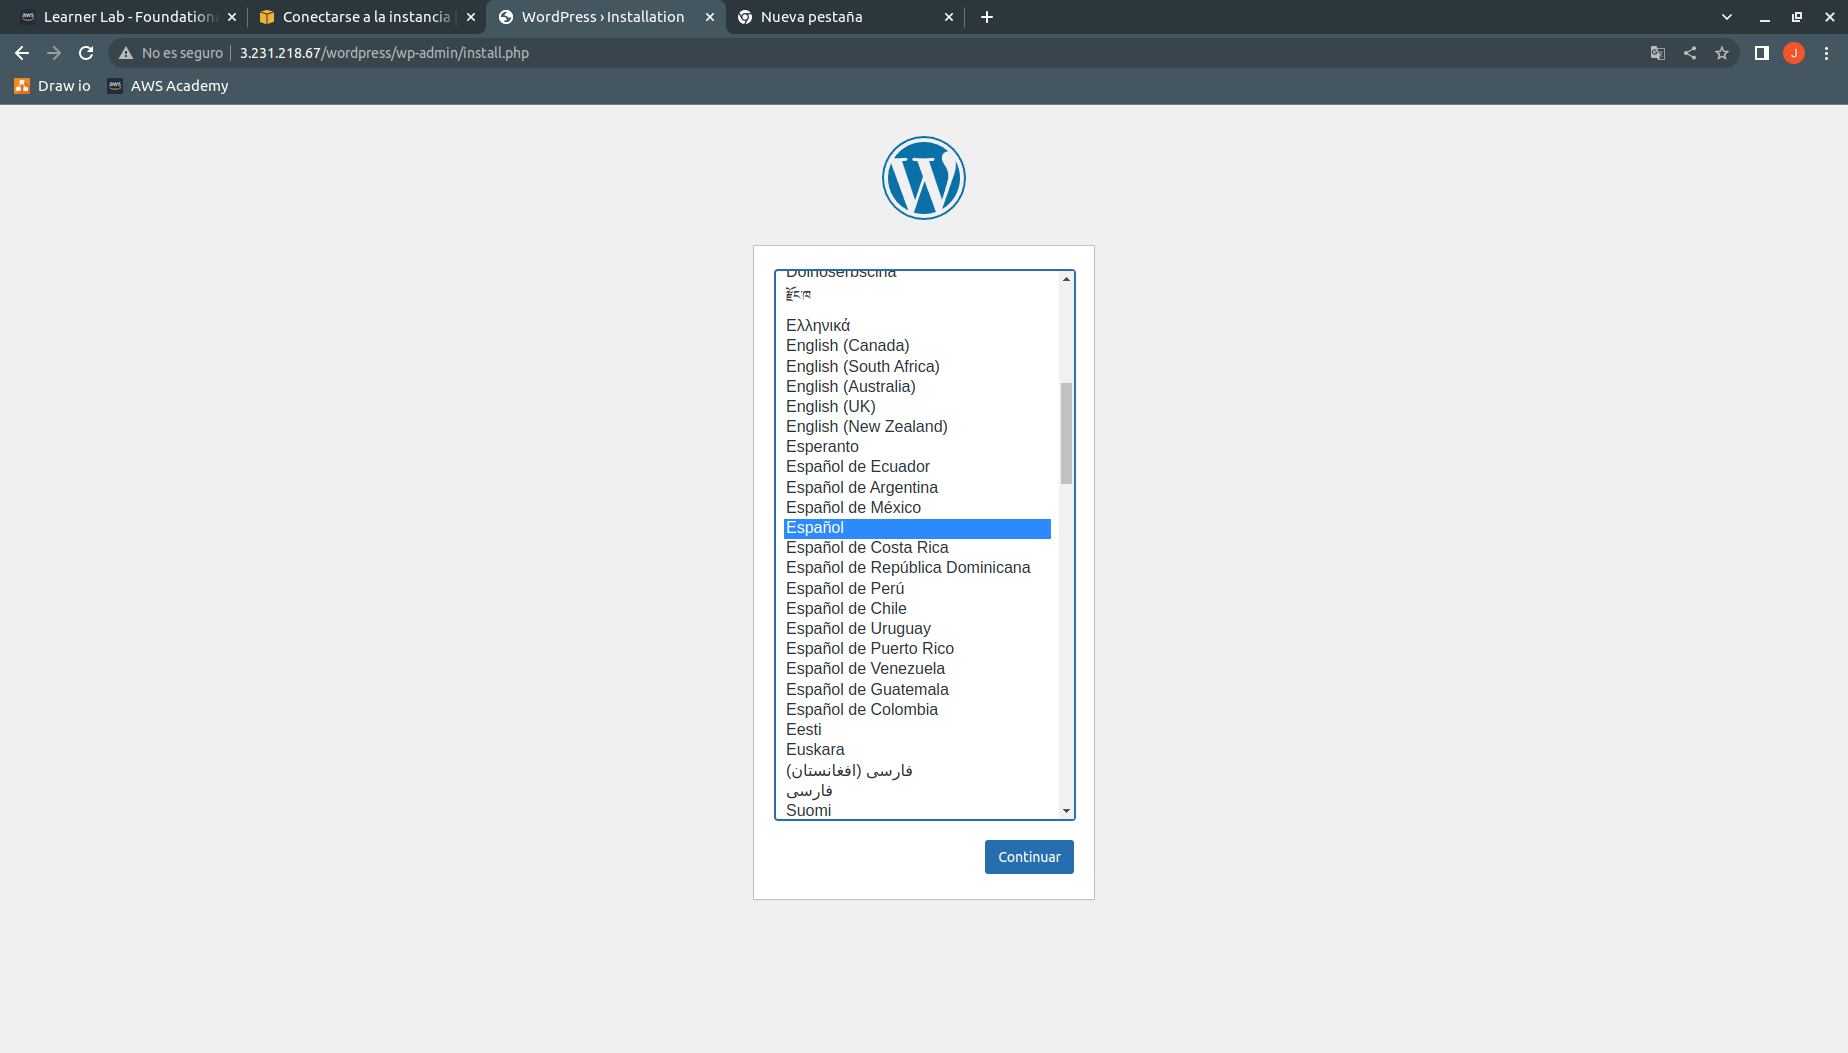 Learner Lab - Foundation
Conectarse a la instancia
WordPress › Installation
Nueva pestaña
No es seguro
3.231.218.67/wordpress/wp-admin/install.php
J
Draw io
AWS Academy
Dolnoserbšćina
རྫོང་ཁ
Ελληνικά
English (Canada)
English (South Africa)
English (Australia)
English (UK)
English (New Zealand)
Esperanto
Español de Ecuador
Español de Argentina
Español de México
Español
Español de Costa Rica
Español de República Dominicana
Español de Perú
Español de Chile
Español de Uruguay
Español de Puerto Rico
Español de Venezuela
Español de Guatemala
Español de Colombia
Eesti
Euskara
فارسی (افغانستان)
فارسی
Suomi
Continuar